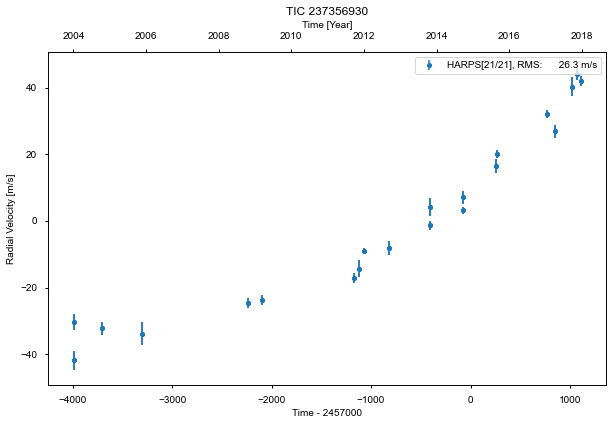 TIC 237356930
Time [Year]
2004 2006 2008 2010 2012 2014 2016 2018
HARPS[21/21], RMS: 26.3 m/s
Radial Velocity [m/s]
40
20
0
−20
−40
−4000 −3000 −2000 −1000 0 1000
Time - 2457000